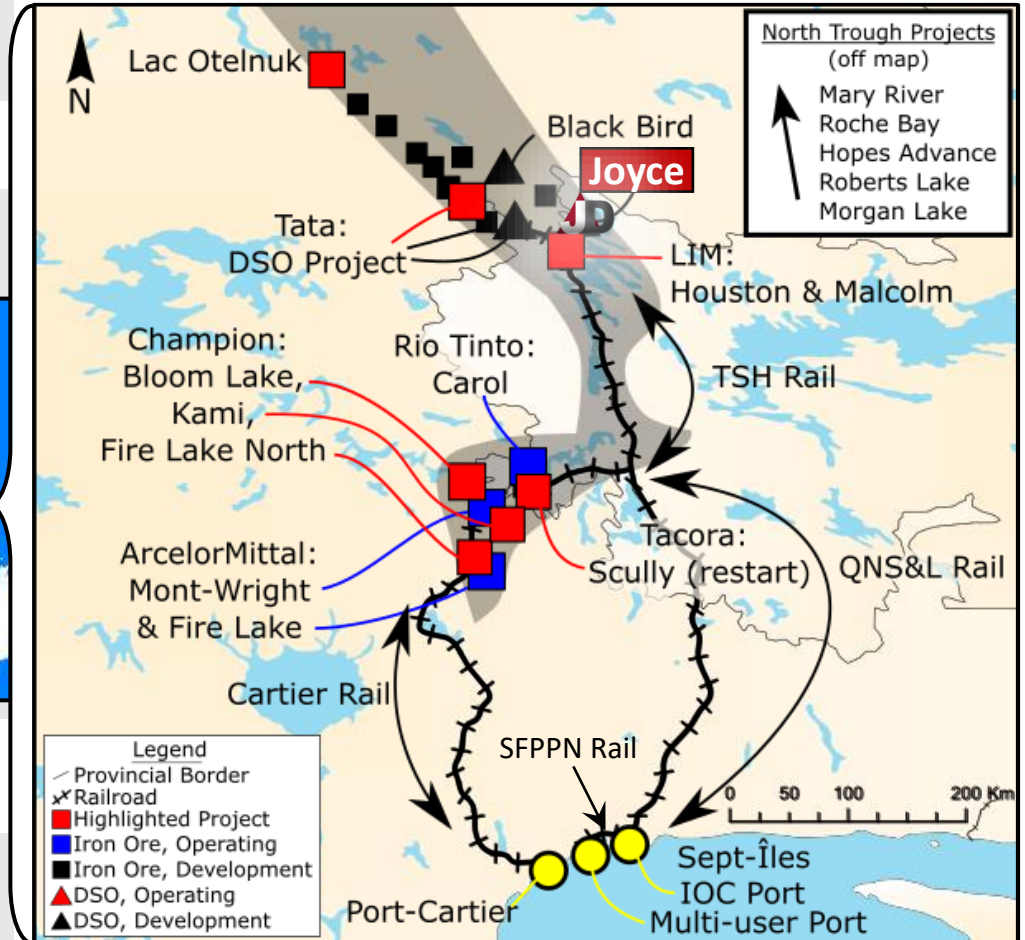 North Trough Projects
(off map)
Mary River
Roche Bay
Hopes Advance
Roberts Lake
Morgan Lake
N
Lac Otelnuk
Black Bird
Joyce
JD
Tata:
DSO Project
LIM:
Houston & Malcolm
Champion:
Bloom Lake,
Kami,
Fire Lake North
Rio Tinto:
Carol
TSH Rail
ArcelorMittal:
Mont-Wright
& Fire Lake
Tacora:
Scully (restart)
QNS&L Rail
Cartier Rail
SFPPN Rail
0 50 100 200 Km
Legend
Provincial Border
Railroad
Highlighted Project
Iron Ore, Operating
Iron Ore, Development
DSO, Operating
DSO, Development
Sept-Îles
IOC Port
Multi-user Port
Port-Cartier